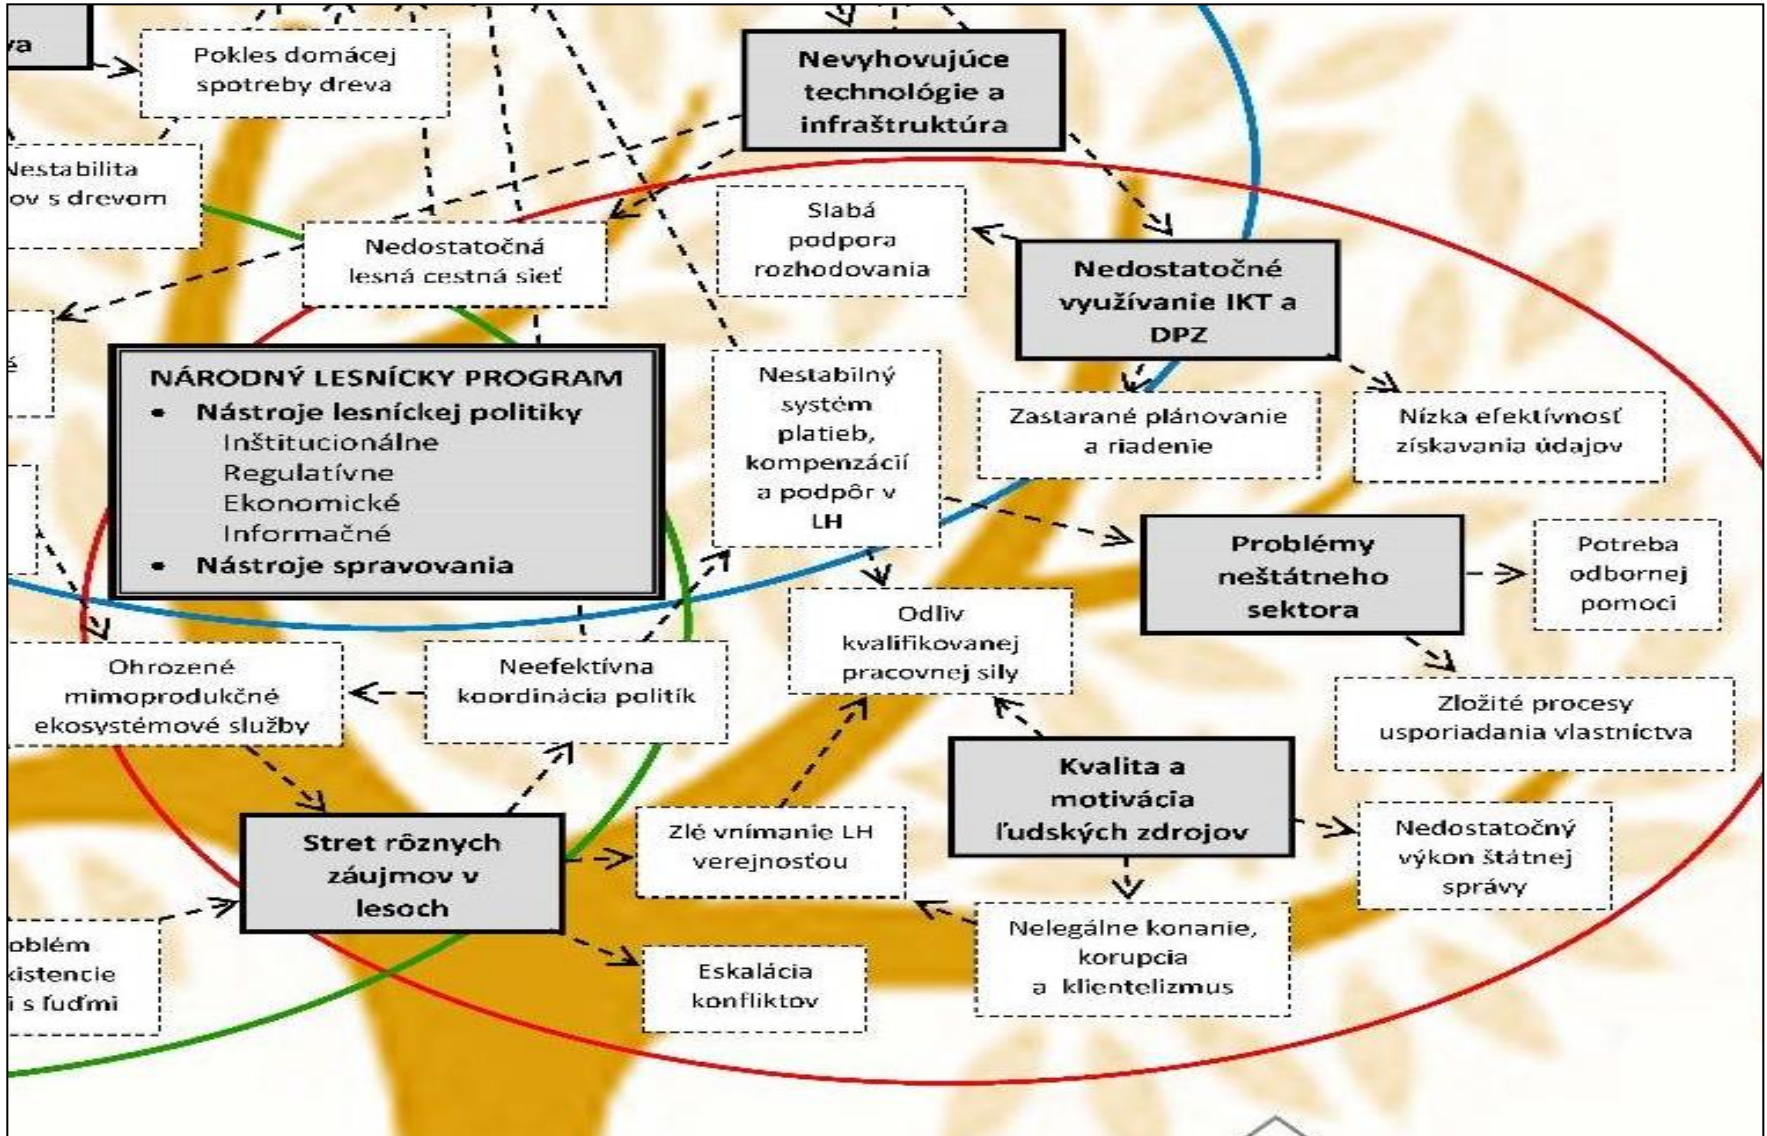 va
Pokles domácej
spotreby dreva
Nevyhovujúce
technológie a
infraštruktúra
Nestabilita
ov s drevom
Slabá
podpora
rozhodovania
Nedostatočná
lesná cestná sieť
Nedostatočné
využívanie IKT a
DPZ
é
NÁRODNÝ LESNÍCKY PROGRAM
• Nástroje lesníckej politiky
Inštitucionálne
Regulatívne
Ekonomické
Informačné
• Nástroje spravovania
Nestabilný
systém
platieb,
kompenzácií
a podpôr v
LH
Zastarané plánovanie
a riadenie
Nízka efektívnosť
získavania údajov
Problémy
neštátneho
sektora
Potreba
odbornej
pomoci
Odliv
kvalifikovanej
pracovnej sily
Ohrozené
mimoprodukčné
ekosystémové služby
Neefektívna
koordinácia politík
Zložité procesy
usporiadania vlastníctva
Kvalita a
motivácia
ľudských zdrojov
Stret rôznych
záujmov v
lesoch
Zlé vnímanie LH
verejnosťou
Nedostatočný
výkon štátnej
správy
oblém
xistencie
i s ľuďmi
Eskalácia
konfliktov
Nelegálne konanie,
korupcia
a klientelizmus